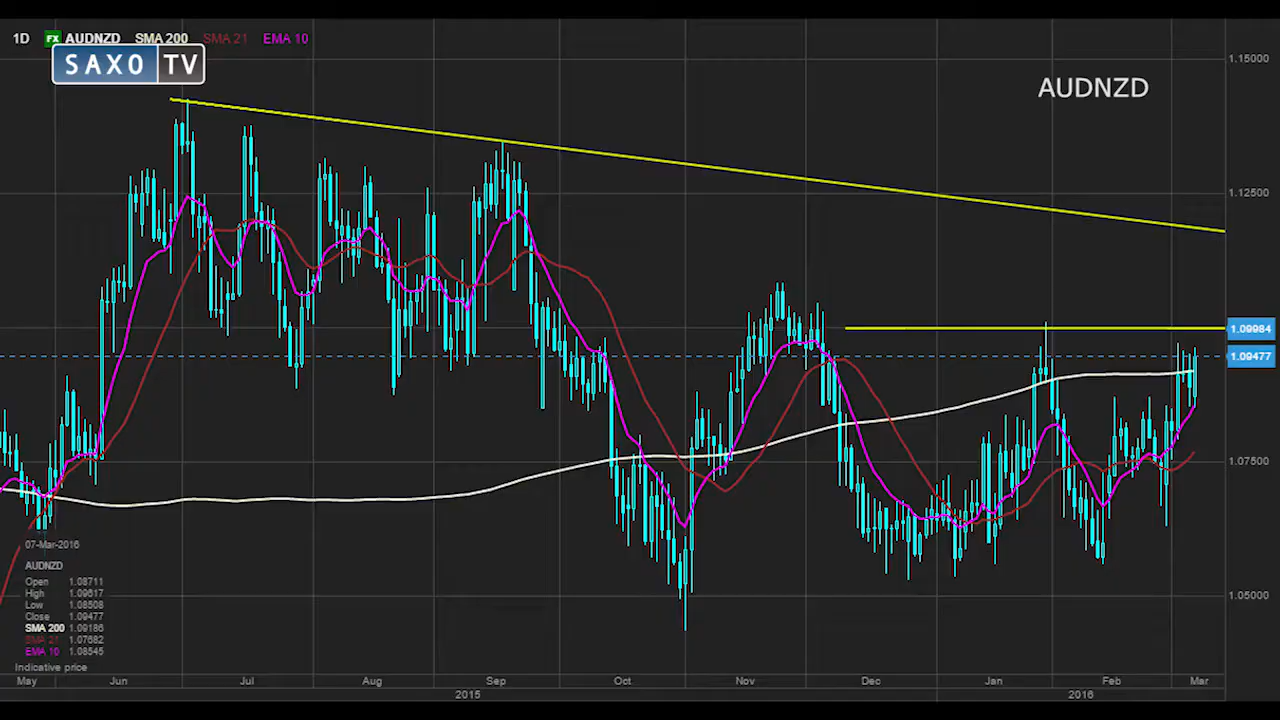 1D FX AUDNZD SMA 200 SMA 21 EMA 10
SAXO TV
AUDNZD
1.15000
1.12500
1.09984
1.09477
1.07500
1.05000
07-Mar-2016
AUDNZD
Open 1.08711
High 1.09617
Low 1.08508
Close 1.09477
SMA 200 1.09186
SMA 21 1.07682
EMA 10 1.08545
Indicative price
May Jun Jul Aug Sep Oct Nov Dec Jan Feb Mar
2015 2016